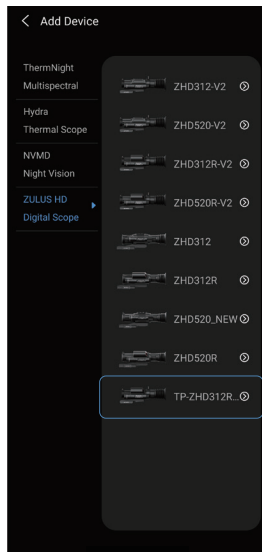 Add Device
ThermNight
Multispectral
Hydra
Thermal Scope
NVMD
Night Vision
ZULUS HD
Digital Scope
ZHD312-V2
ZHD520-V2
ZHD312R-V2
ZHD520R-V2
ZHD312
ZHD312R
ZHD520_NEW
ZHD520R
TP-ZHD312R...